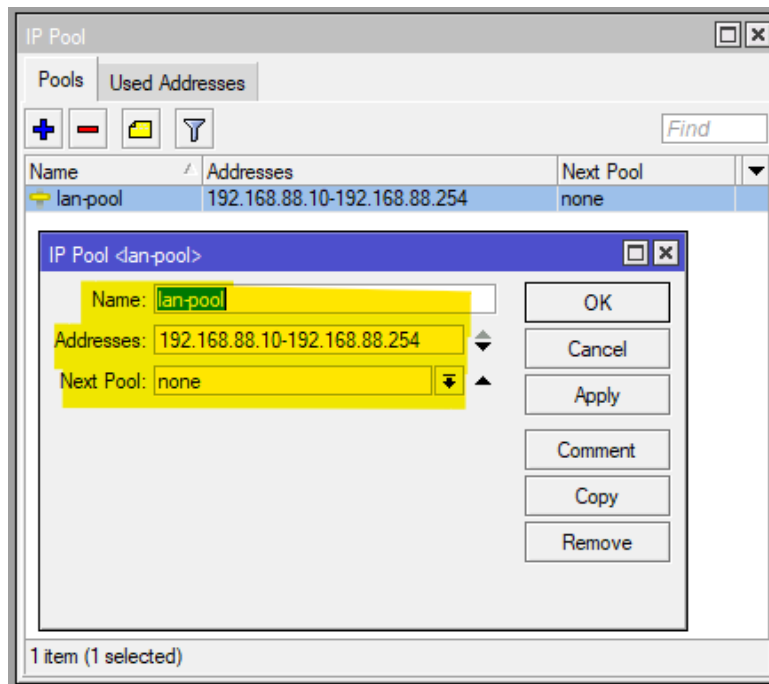 IP Pool
Pools Used Addresses
Find
Name Addresses Next Pool
lan-pool 192.168.88.10-192.168.88.254 none
IP Pool <lan-pool>
Name: lan-pool OK
Addresses: 192.168.88.10-192.168.88.254 Cancel
Next Pool: none Apply
Comment
Copy
Remove
1 item (1 selected)